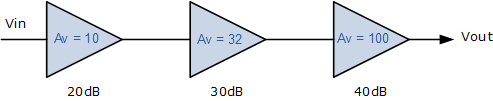 Vin
Av = 10
Av = 32
Av = 100
Vout
20dB
30dB
40dB